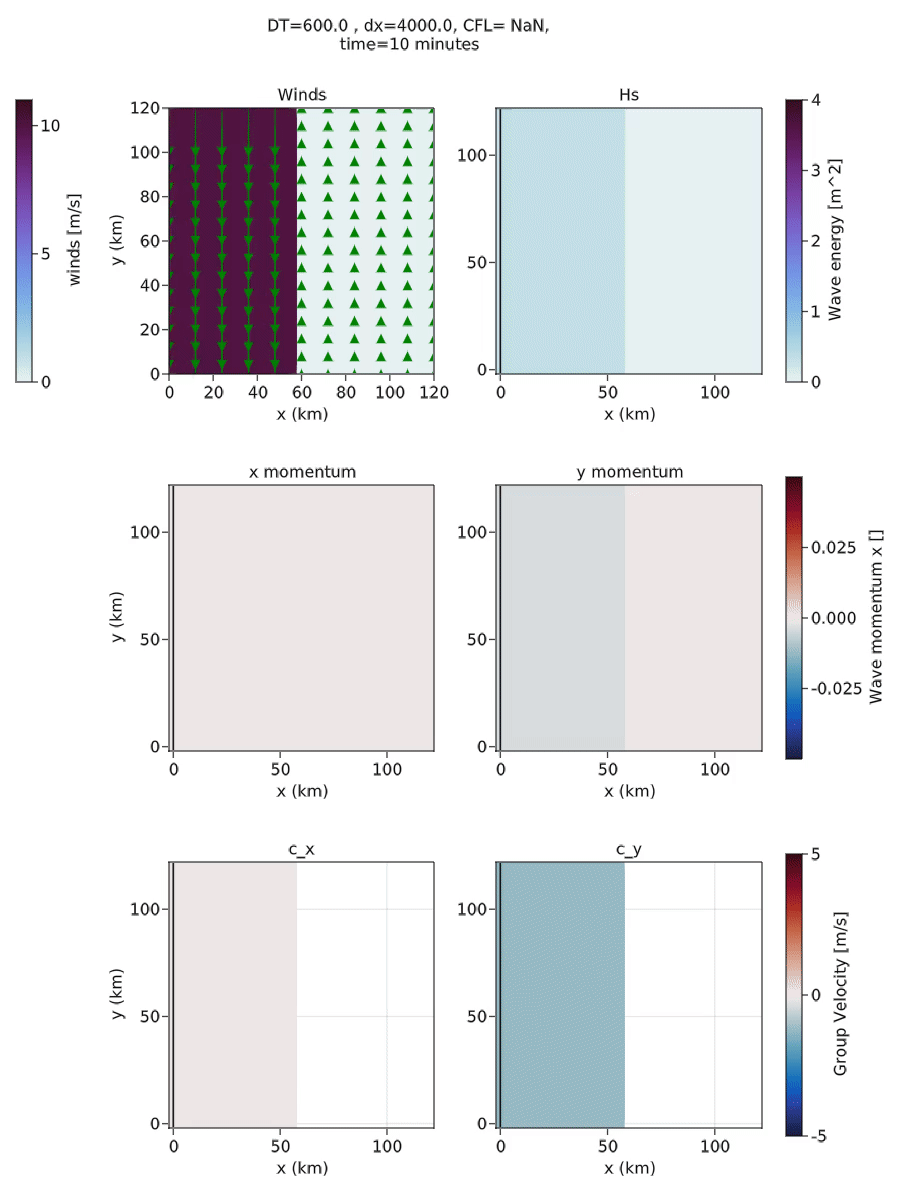 DT=600.0 , dx=4000.0, CFL= NaN,
time=10 minutes
Winds
Hs
10
5
0
winds [m/s]
120
100
80
60
40
20
0
y (km)
0 20 40 60 80 100 120
x (km)
100
50
0
0 50 100
x (km)
4
3
2
1
0
Wave energy [m^2]
x momentum
y momentum
100
50
0
y (km)
0 50 100
x (km)
100
50
0
0 50 100
x (km)
0.025
0.000
-0.025
Wave momentum x []
c_x
c_y
100
50
0
y (km)
0 50 100
x (km)
100
50
0
0 50 100
x (km)
5
0
-5
Group Velocity [m/s]